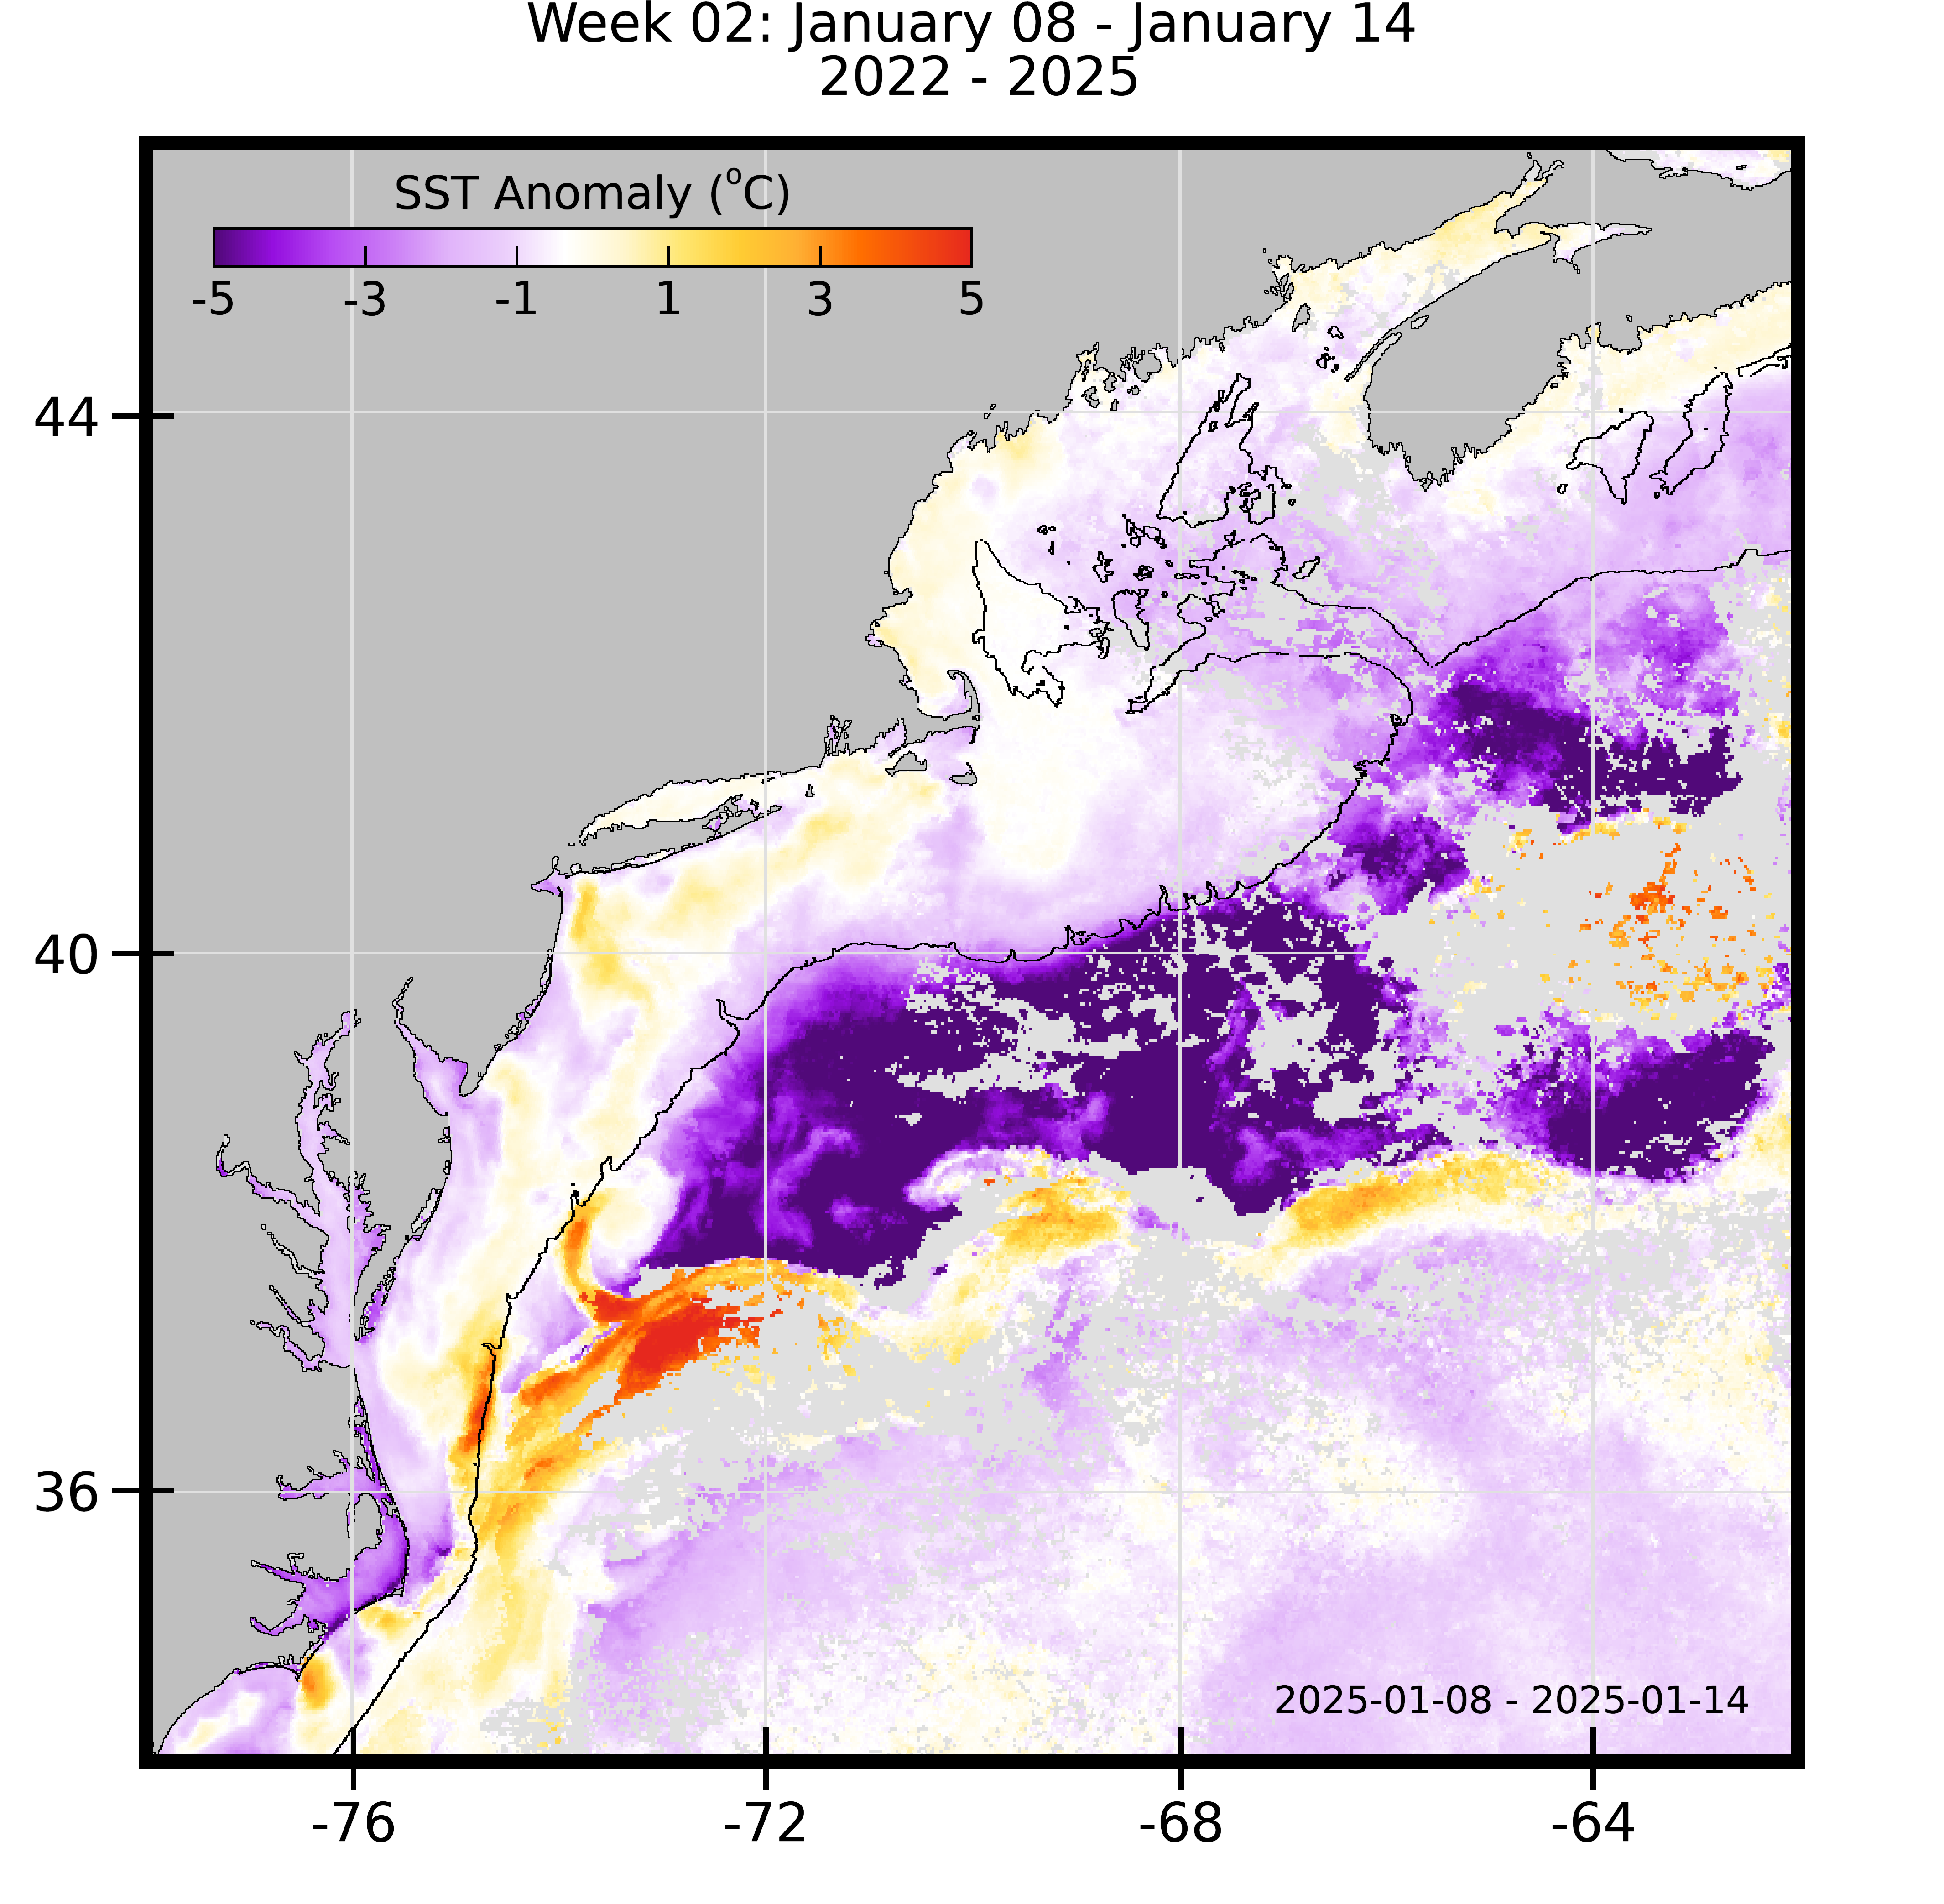 Week 02: January 08 - January 14
2022 - 2025
SST Anomaly (°C)
-5 -3 -1 1 3 5
44
40
36
2025-01-08 - 2025-01-14
-76 -72 -68 -64